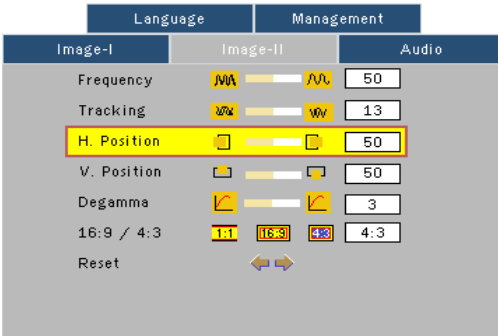 Language Management
Image-I Image-II Audio
Frequency 50
Tracking 13
H. Position 50
V. Position 50
Degamma 3
16:9 / 4:3 1:1 16:9 4:3 4:3
Reset